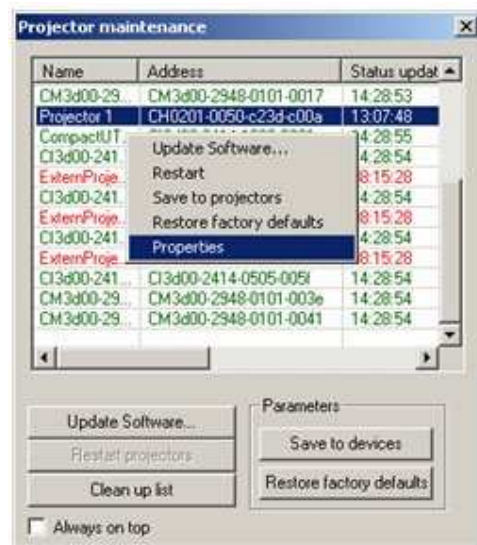 Projector maintenance
Name Address Status updat
CM3d00-29... CM3d00-2948-0101-0017 14:28:53
Projector 1 CH0201-0050-c23d-c00a 13:07:48
CompactUT... 14:28:55
CI3d00-241... 4:28:54
ExternProje... 8:15:28
CI3d00-241... 4:28:54
ExternProje... 8:15:28
CI3d00-241... 4:28:54
ExternProje... 8:15:28
Update Software...
Restart
Save to projectors
Restore factory defaults
Properties
CI3d00-241... CI3d00-2414-0505-005f 14:28:54
CM3d00-29... CM3d00-2948-0101-003e 14:28:54
CM3d00-29... CM3d00-2948-0101-0041 14:28:54
Update Software...
Restart projectors
Clean up list
Parameters
Save to devices
Restore factory defaults
Always on top